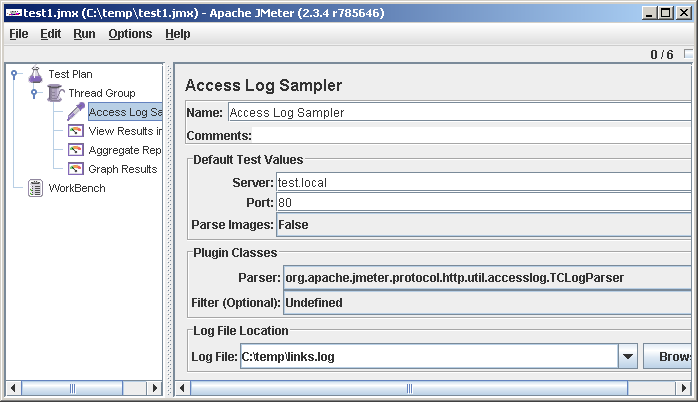 test1.jmx (C:\temp\test1.jmx) - Apache JMeter (2.3.4 r785646)
File Edit Run Options Help
0 / 6
Test Plan
Thread Group
Access Log Sa
View Results in
Aggregate Rep
Graph Results
WorkBench
Access Log Sampler
Name: Access Log Sampler
Comments:
Default Test Values
Server: test.local
Port: 80
Parse Images: False
Plugin Classes
Parser: org.apache.jmeter.protocol.http.util.accesslog.TCLogParser
Filter (Optional): Undefined
Log File Location
Log File: C:\temp\links.log
Brows